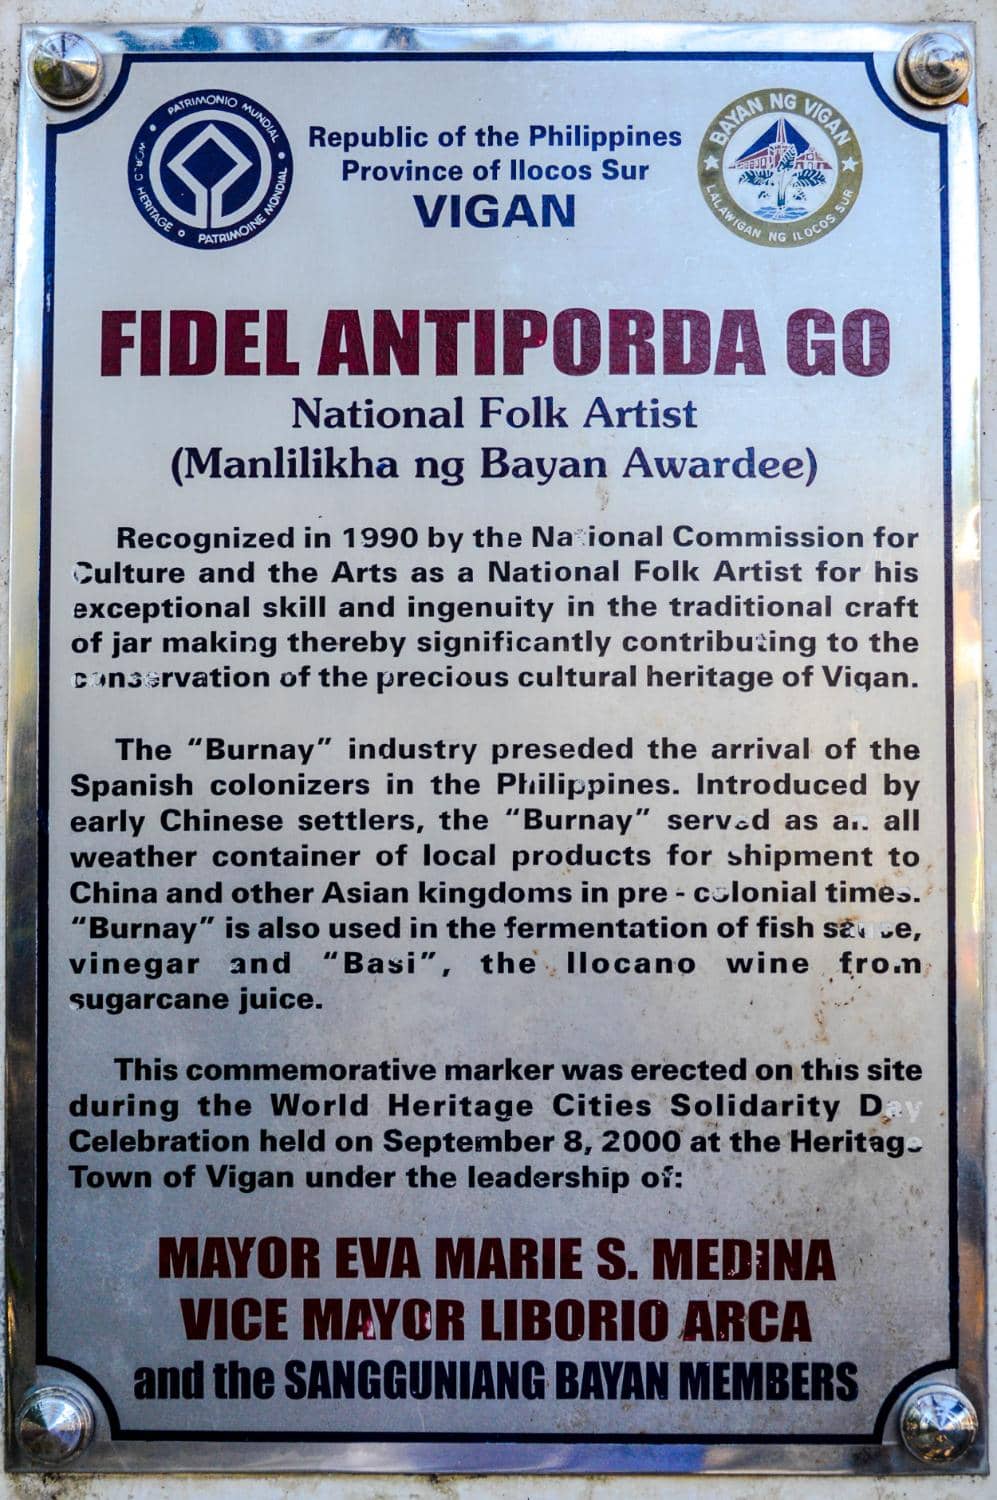 PATRIMONIO MUNDIAL
WORLD HERITAGE
PATRIMOINE MONDIAL
Republic of the Philippines
Province of Ilocos Sur
VIGAN
BAYAN NG VIGAN
LALAWIGAN NG ILOCOS SUR
FIDEL ANTIPORDA GO
National Folk Artist
(Manlilikha ng Bayan Awardee)
Recognized in 1990 by the National Commission for
Culture and the Arts as a National Folk Artist for his
exceptional skill and ingenuity in the traditional craft
of jar making thereby significantly contributing to the
conservation of the precious cultural heritage of Vigan.
The “Burnay” industry preseded the arrival of the
Spanish colonizers in the Philippines. Introduced by
early Chinese settlers, the “Burnay” served as an all
weather container of local products for shipment to
China and other Asian kingdoms in pre - colonial times.
“Burnay” is also used in the fermentation of fish sauce,
vinegar and “Basi”, the Ilocano wine from
sugarcane juice.
This commemorative marker was erected on this site
during the World Heritage Cities Solidarity Day
Celebration held on September 8, 2000 at the Heritage
Town of Vigan under the leadership of:
MAYOR EVA MARIE S. MEDINA
VICE MAYOR LIBORIO ARCA
and the SANGGUNIANG BAYAN MEMBERS